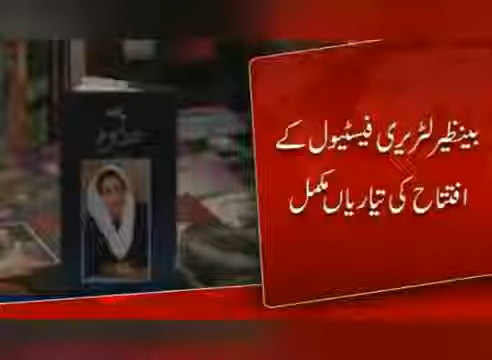 بینظیر لٹریری فیسٹیول کے
افتتاح کی تیاریاں مکمل